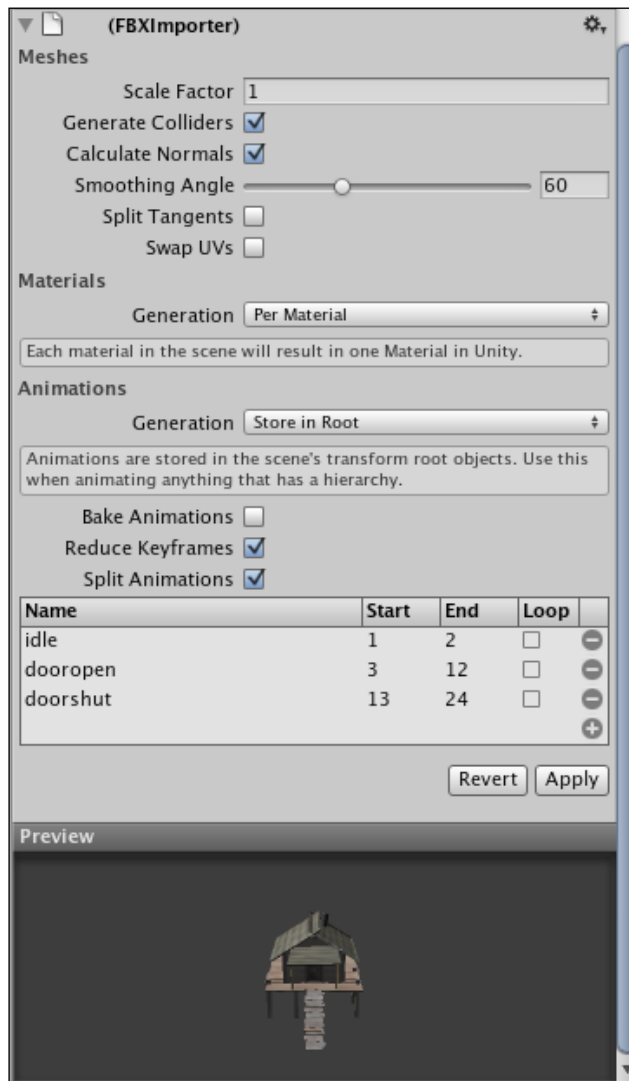 (FBXImporter)
Meshes
Scale Factor 1
Generate Colliders
Calculate Normals
Smoothing Angle 60
Split Tangents
Swap UVs
Materials
Generation Per Material
Each material in the scene will result in one Material in Unity.
Animations
Generation Store in Root
Animations are stored in the scene's transform root objects. Use this
when animating anything that has a hierarchy.
Bake Animations
Reduce Keyframes
Split Animations
Name Start End Loop
idle 1 2
dooropen 3 12
doorshut 13 24
Revert Apply
Preview